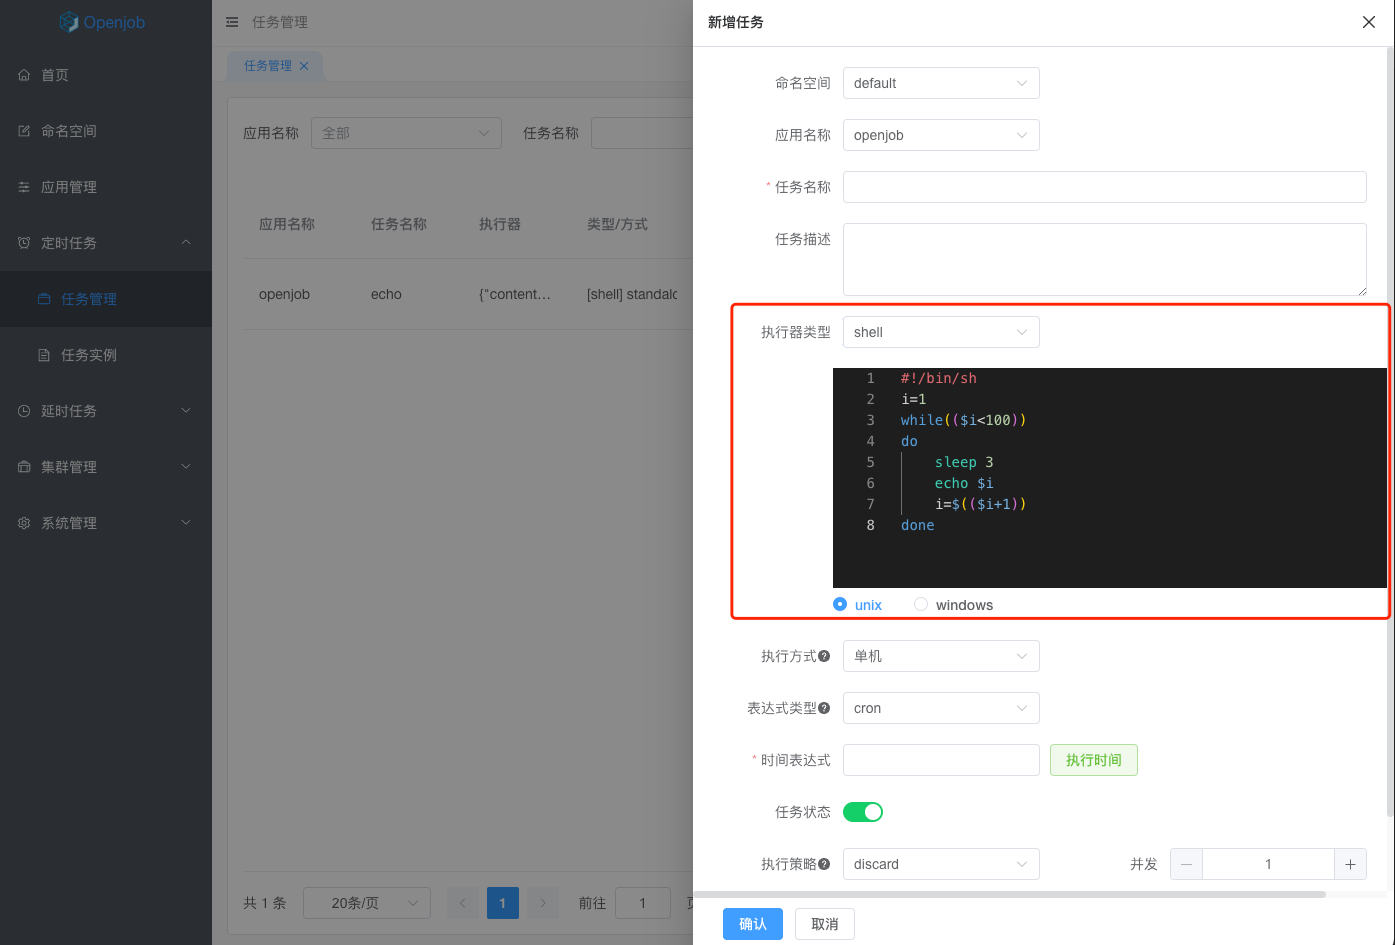 Openjob
首页
命名空间
应用管理
定时任务
任务管理
任务实例
延时任务
集群管理
系统管理
任务管理
任务管理
应用名称 全部 任务名称
应用名称 任务名称 执行器 类型/方式
openjob echo {"content... [shell] standalo
共 1 条 20条/页 1 前往 1
新增任务
命名空间 default
应用名称 openjob
* 任务名称
任务描述
执行器类型 shell
1 #!/bin/sh
2 i=1
3 while(($i<100))
4 do
5 sleep 3
6 echo $i
7 i=$(($i+1))
8 done
unix windows
执行方式 单机
表达式类型 cron
* 时间表达式 执行时间
任务状态
执行策略 discard 并发 — 1 +
确认 取消